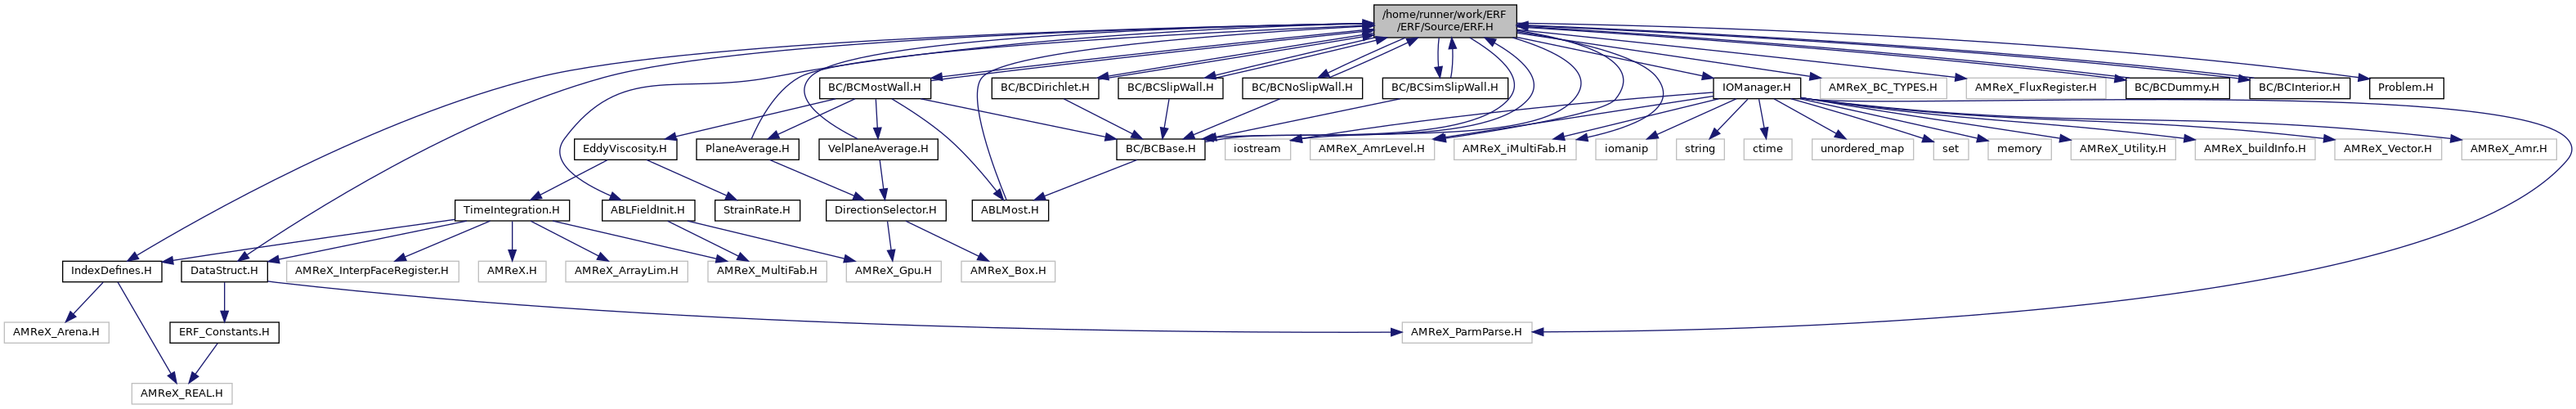 /home/runner/work/ERF
/ERF/Source/ERF.H
BC/BCMostWall.H
BC/BCDirichlet.H
BC/BCSlipWall.H
BC/BCNoSlipWall.H
BC/BCSimSlipWall.H
IOManager.H
AMReX_BC_TYPES.H
AMReX_FluxRegister.H
BC/BCDummy.H
BC/BCInterior.H
Problem.H
EddyViscosity.H
PlaneAverage.H
VelPlaneAverage.H
BC/BCBase.H
iostream
AMReX_AmrLevel.H
AMReX_iMultiFab.H
iomanip
string
ctime
unordered_map
set
memory
AMReX_Utility.H
AMReX_buildInfo.H
AMReX_Vector.H
AMReX_Amr.H
TimeIntegration.H
ABLFieldInit.H
StrainRate.H
DirectionSelector.H
ABLMost.H
IndexDefines.H
DataStruct.H
AMReX_InterpFaceRegister.H
AMReX.H
AMReX_ArrayLim.H
AMReX_MultiFab.H
AMReX_Gpu.H
AMReX_Box.H
AMReX_Arena.H
ERF_Constants.H
AMReX_ParmParse.H
AMReX_REAL.H